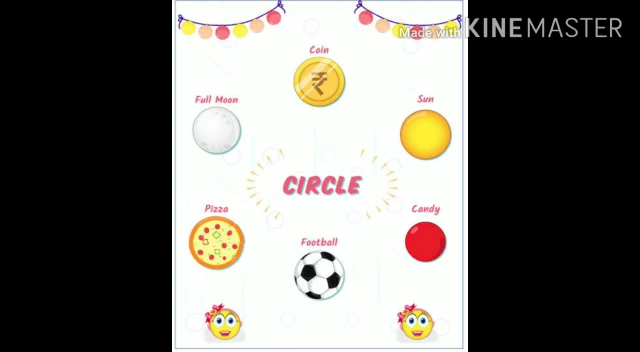 Made with KINEMASTER
Coin
₹
Full Moon
Sun
CIRCLE
Pizza
Candy
Football